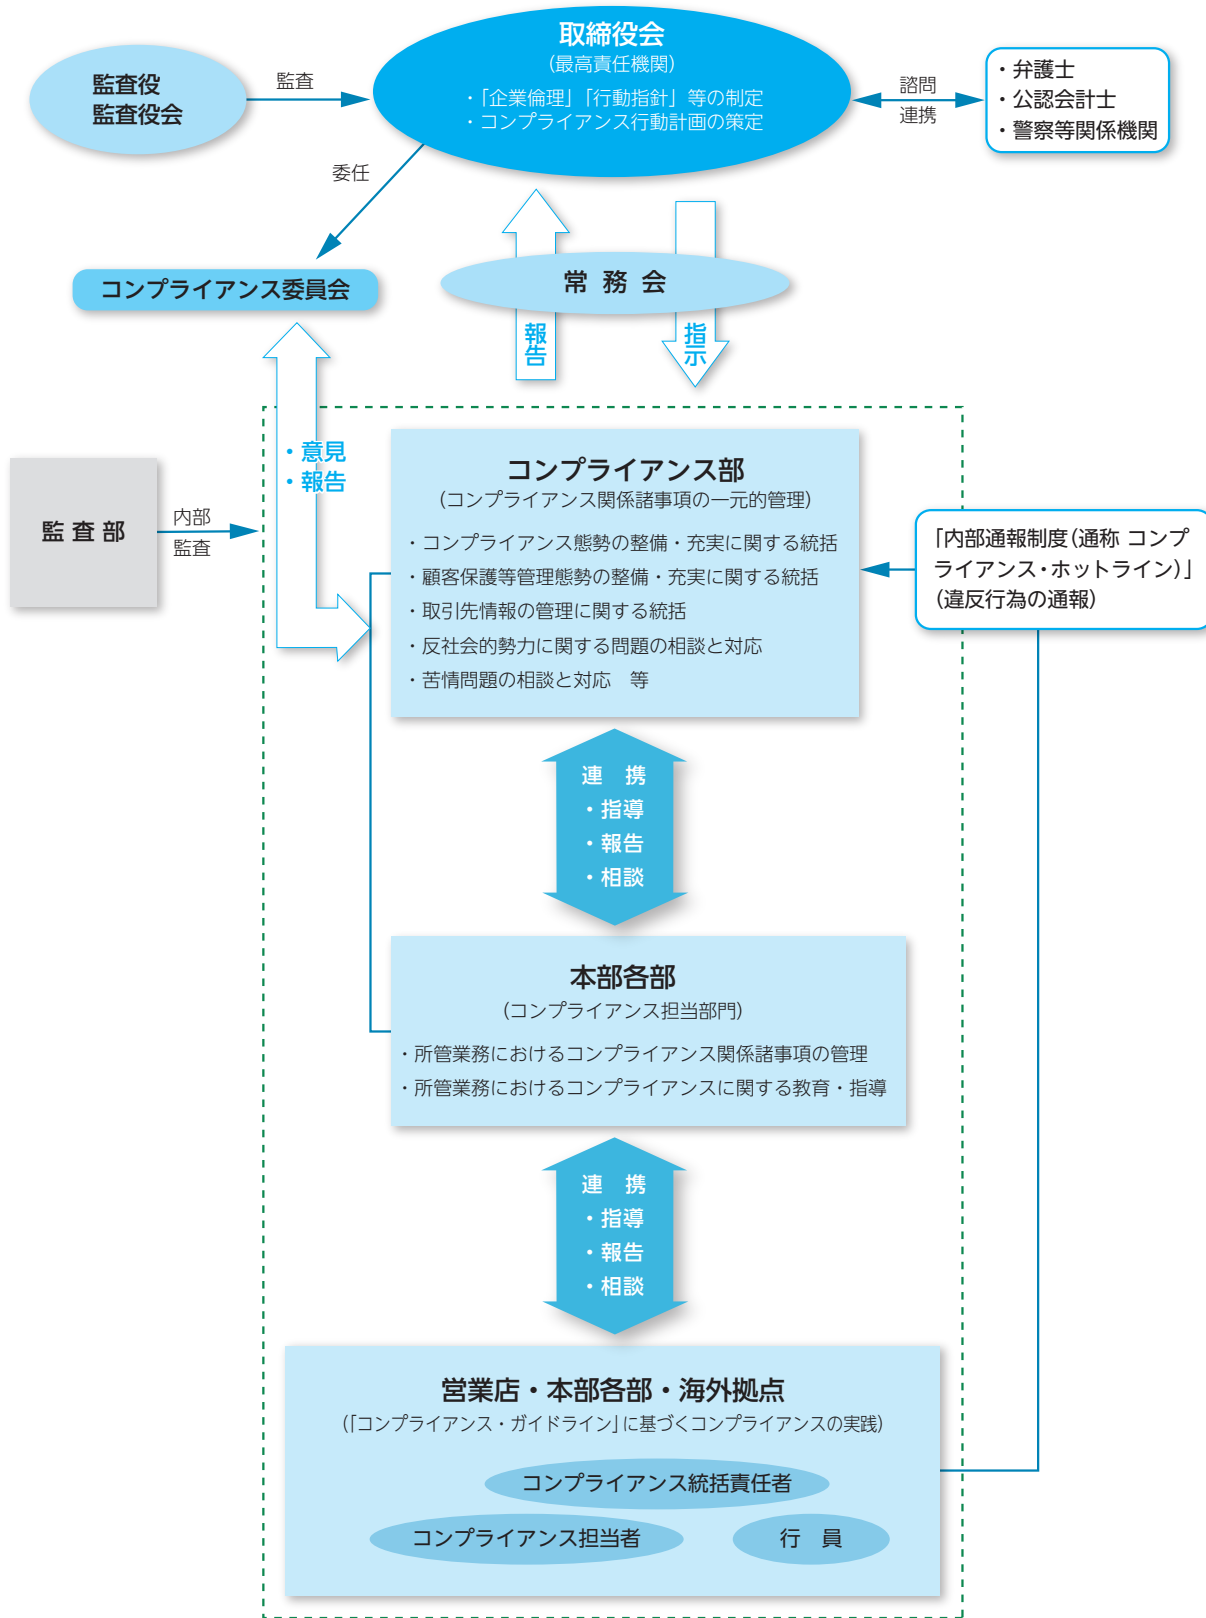 取締役会
(最高責任機関)
・「企業倫理」「行動指針」等の制定
・コンプライアンス行動計画の策定
監査役
監査役会
監査
諮問
連携
・弁護士
・公認会計士
・警察等関係機関
委任
コンプライアンス委員会
常務会
報告
指示
・意見
・報告
監査部
内部
監査
コンプライアンス部
(コンプライアンス関係諸事項の一元的管理)
・コンプライアンス態勢の整備・充実に関する統括
・顧客保護等管理態勢の整備・充実に関する統括
・取引先情報の管理に関する統括
・反社会的勢力に関する問題の相談と対応
・苦情問題の相談と対応　等
「内部通報制度(通称 コンプ
ライアンス・ホットライン)」
(違反行為の通報)
連　携
・指導
・報告
・相談
本部各部
(コンプライアンス担当部門)
・所管業務におけるコンプライアンス関係諸事項の管理
・所管業務におけるコンプライアンスに関する教育・指導
連　携
・指導
・報告
・相談
営業店・本部各部・海外拠点
(「コンプライアンス・ガイドライン」に基づくコンプライアンスの実践)
コンプライアンス統括責任者
コンプライアンス担当者
行　員